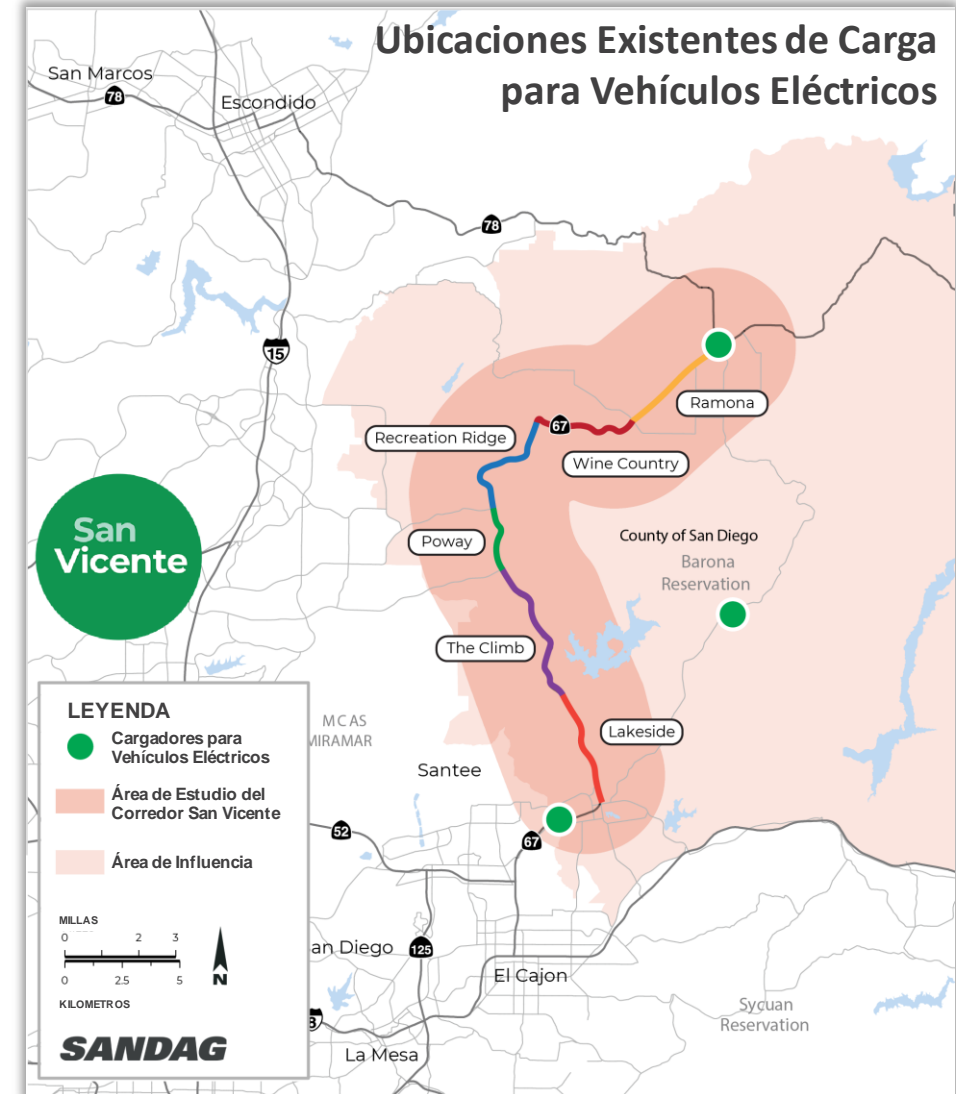 Ubicaciones Existentes de Carga
para Vehículos Eléctricos
San Marcos
78
Escondido
78
15
Ramona
67
Recreation Ridge
Wine Country
San
Vicente
Poway
County of San Diego
Barona
Reservation
The Climb
Lakeside
MCAS
MIRAMAR
Santee
52
67
an Diego
125
El Cajon
8
La Mesa
Sycuan
Reservation
LEYENDA
Cargadores para
Vehículos Eléctricos
Área de Estudio del
Corredor San Vicente
Área de Influencia
MILLAS
0 2 3
0 2.5 5
KILOMETROS
N
SANDAG